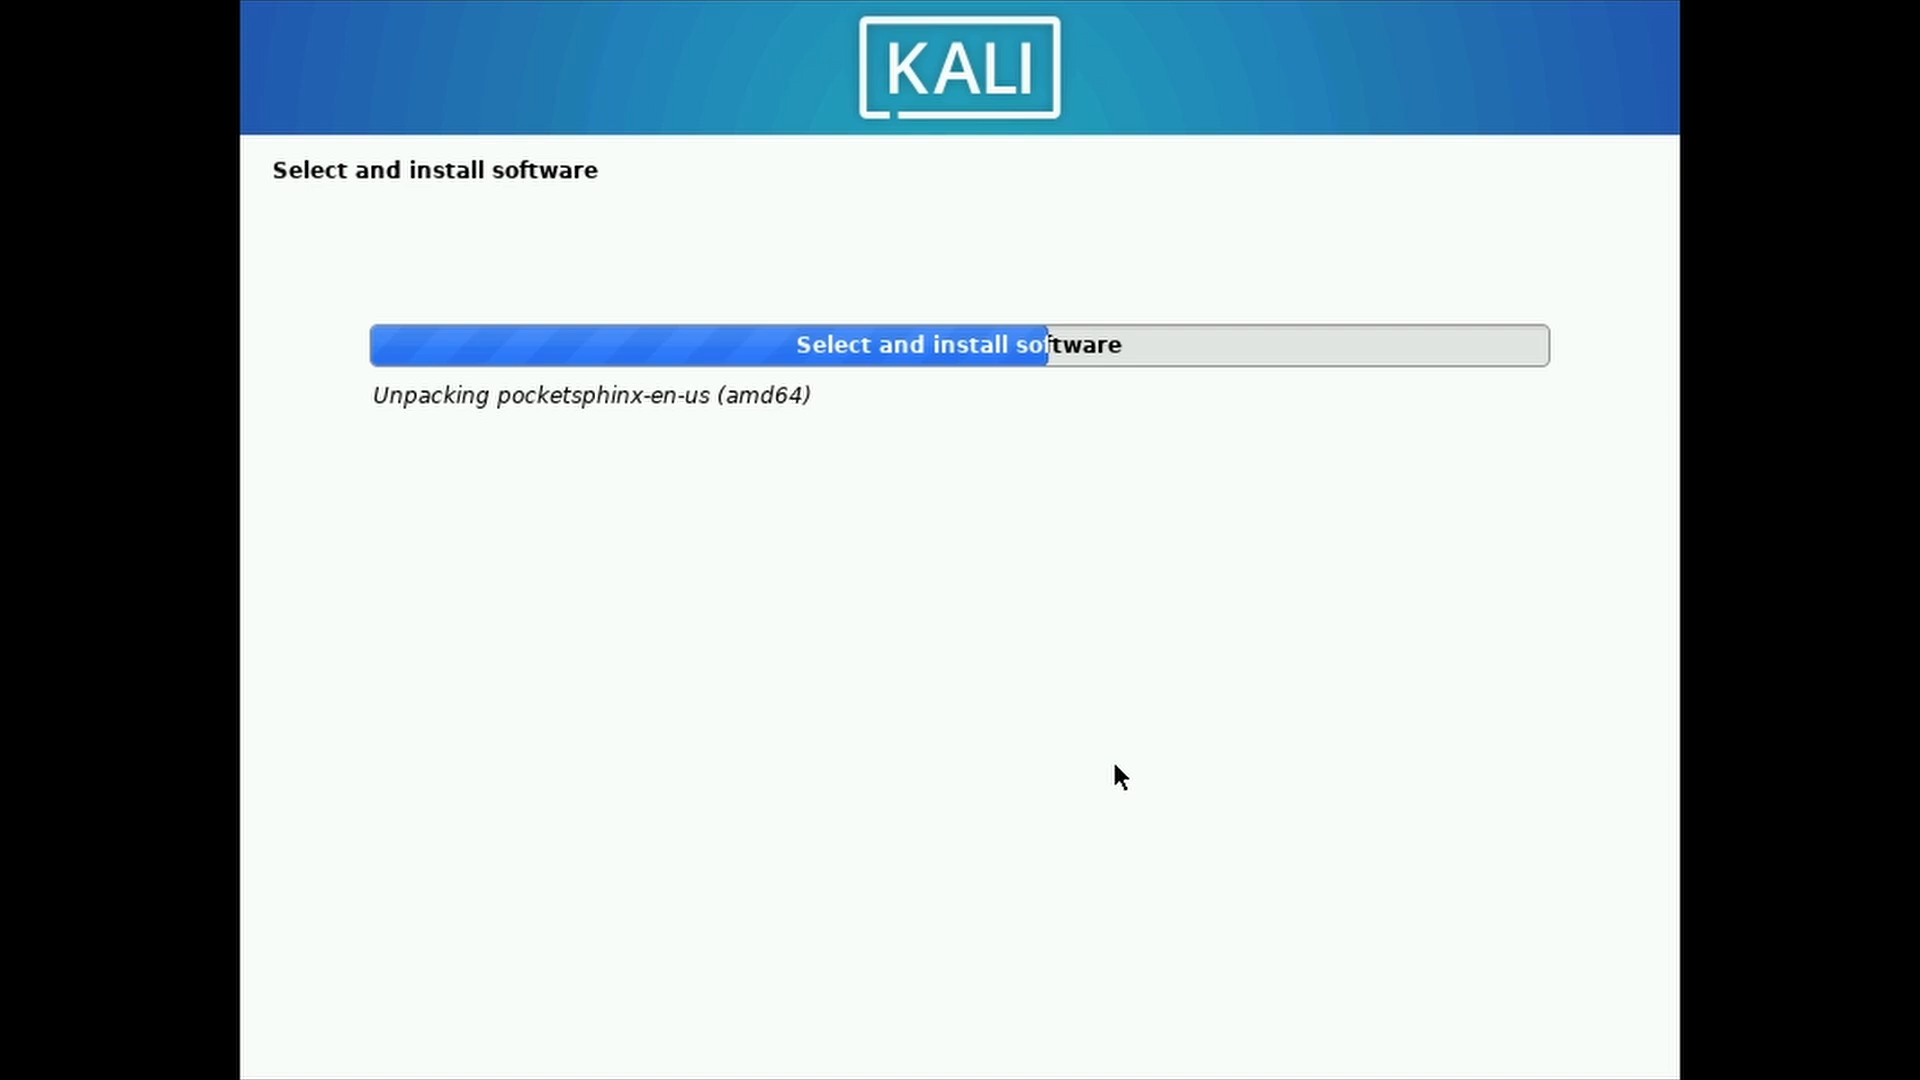 KALI
Select and install software
Select and install software
Unpacking pocketsphinx-en-us (amd64)